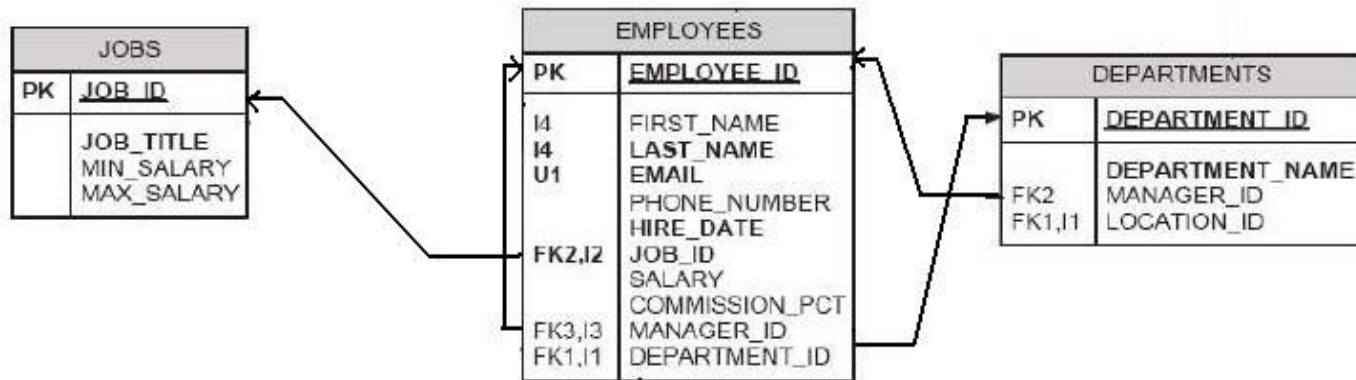 JOBS
PK JOB_ID
JOB_TITLE
MIN_SALARY
MAX_SALARY
EMPLOYEES
PK EMPLOYEE_ID
I4 FIRST_NAME
I4 LAST_NAME
U1 EMAIL
PHONE_NUMBER
HIRE_DATE
FK2,I2 JOB_ID
SALARY
COMMISSION_PCT
FK3,I3 MANAGER_ID
FK1,I1 DEPARTMENT_ID
DEPARTMENTS
PK DEPARTMENT_ID
DEPARTMENT_NAME
FK2 MANAGER_ID
FK1,I1 LOCATION_ID